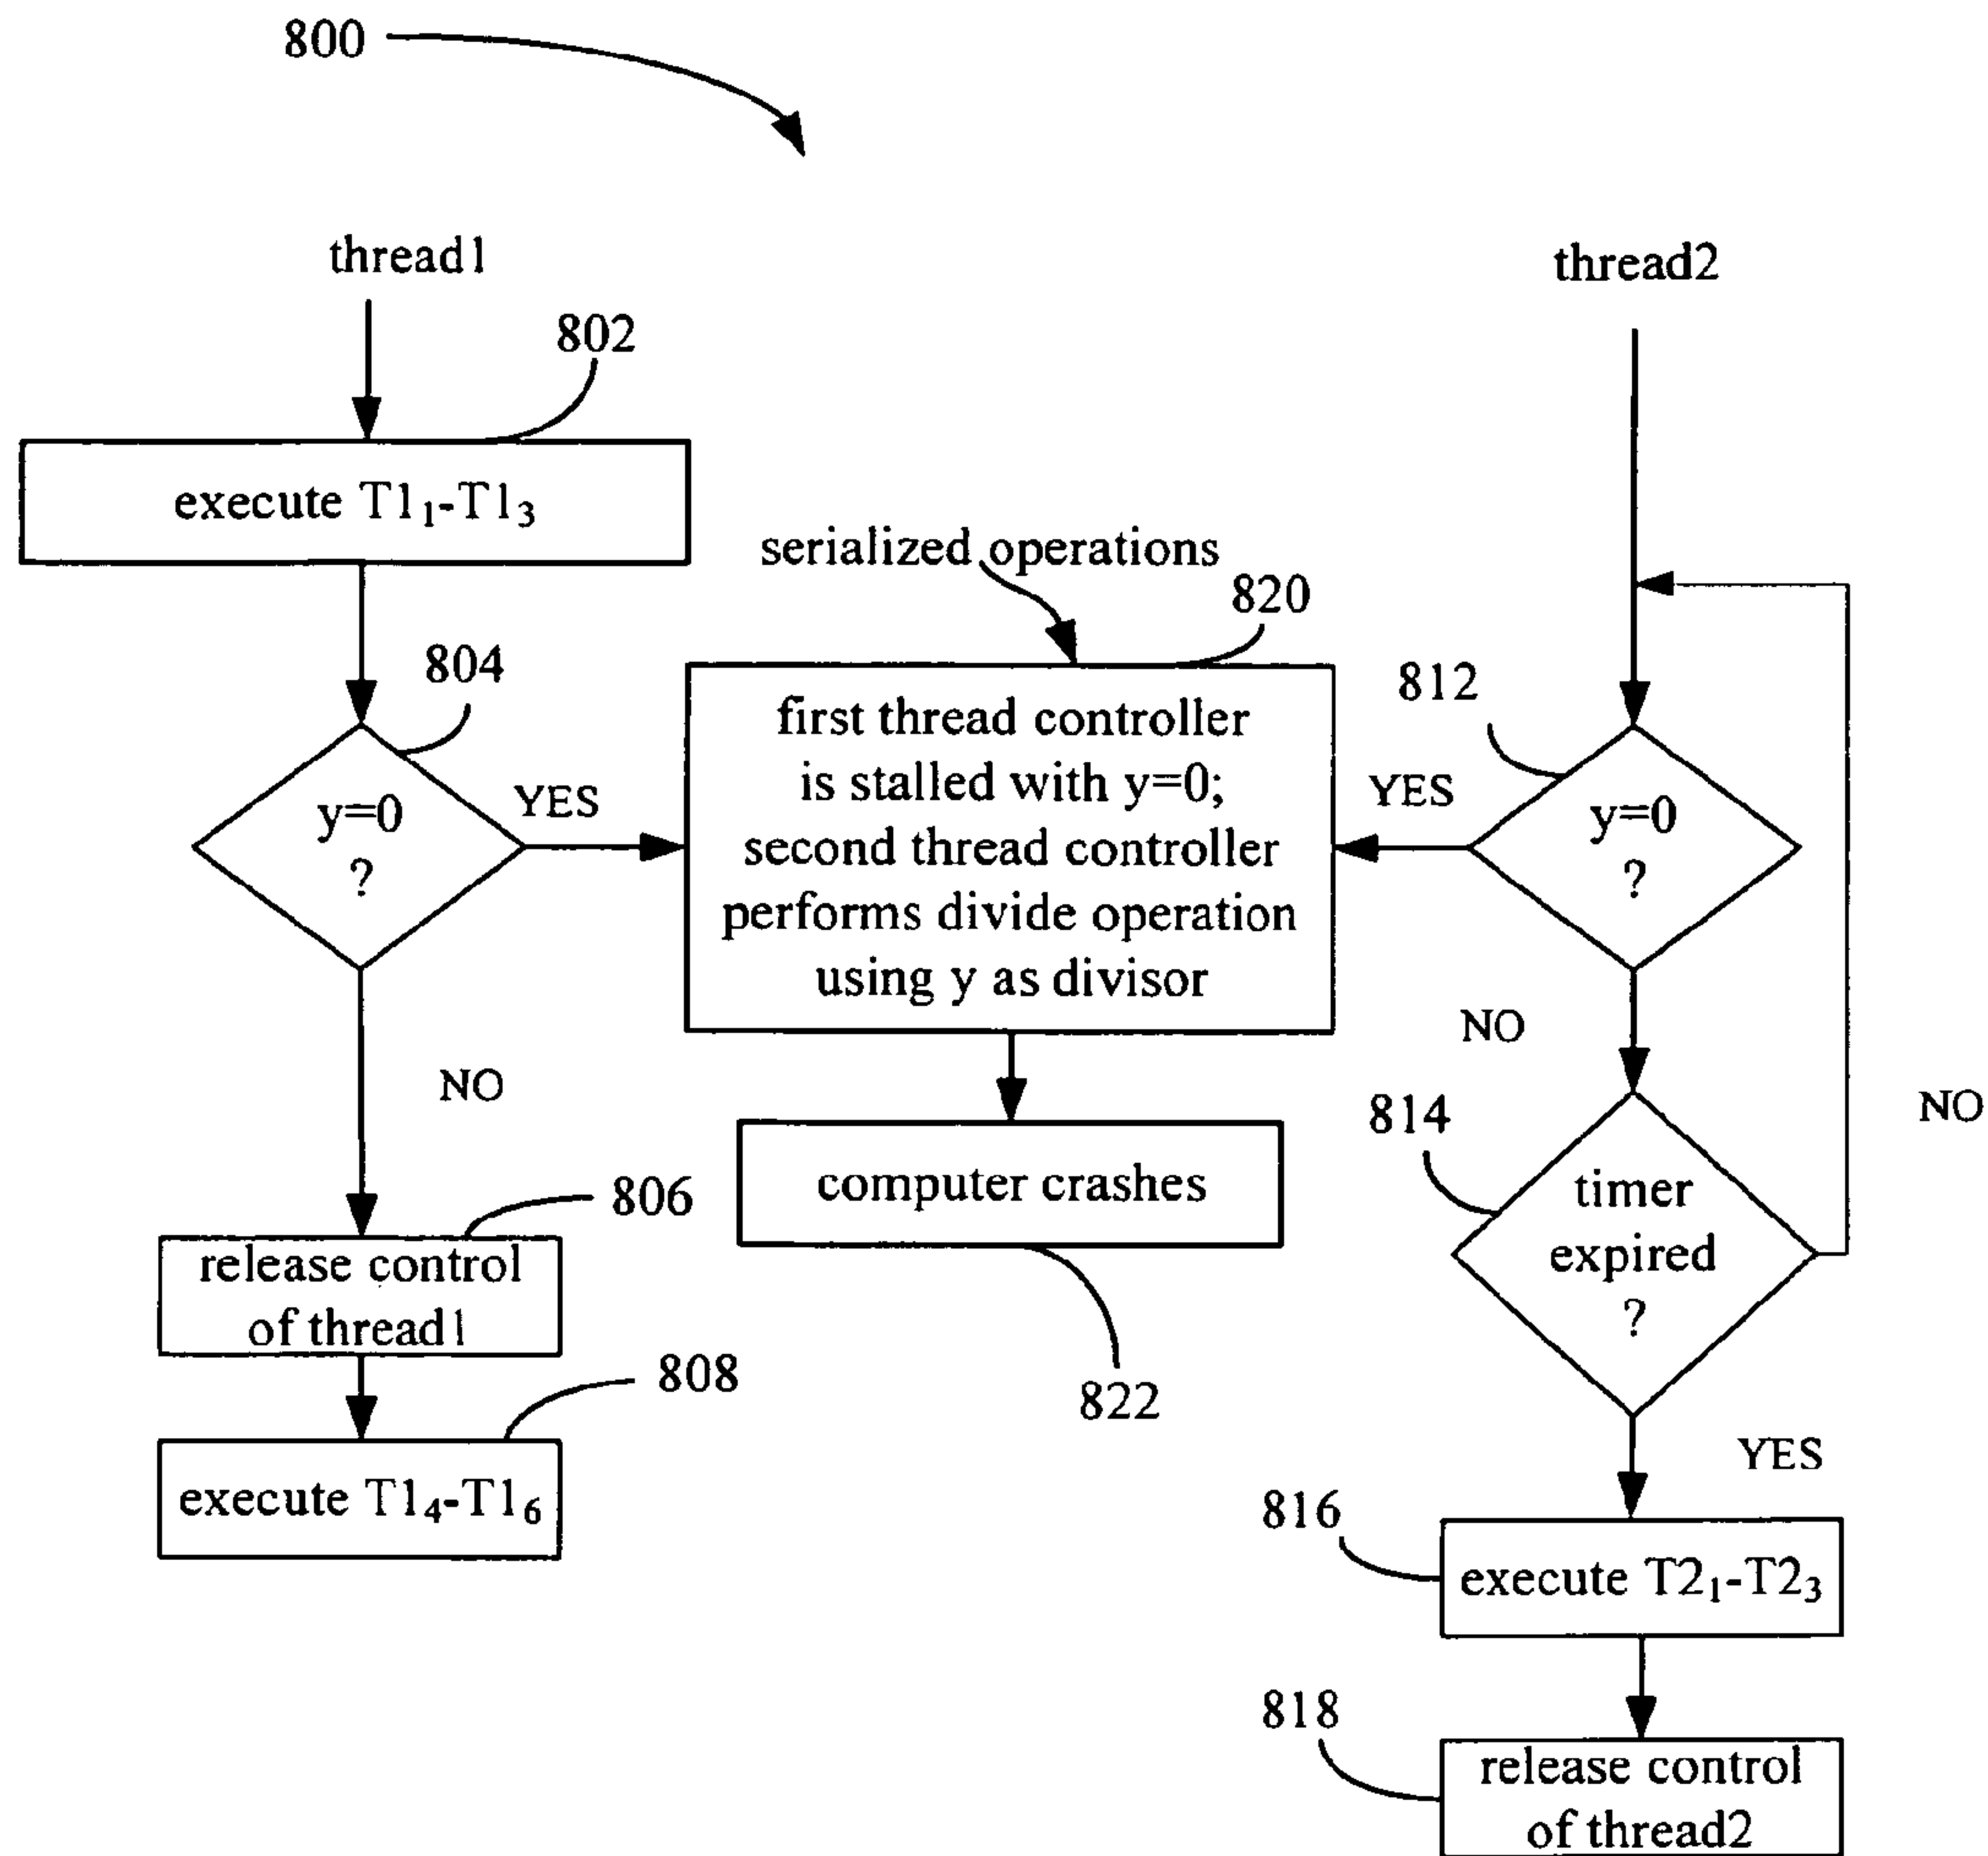 800
thread1
thread2
802
execute T1₁-T1₃
serialized operations
820
804
812
y=0
?
YES
first thread controller
is stalled with y=0;
second thread controller
performs divide operation
using y as divisor
YES
y=0
?
NO
NO
NO
814
timer
expired
?
computer crashes
806
release control
of thread1
808
822
execute T1₄-T1₆
YES
816
execute T2₁-T2₃
818
release control
of thread2